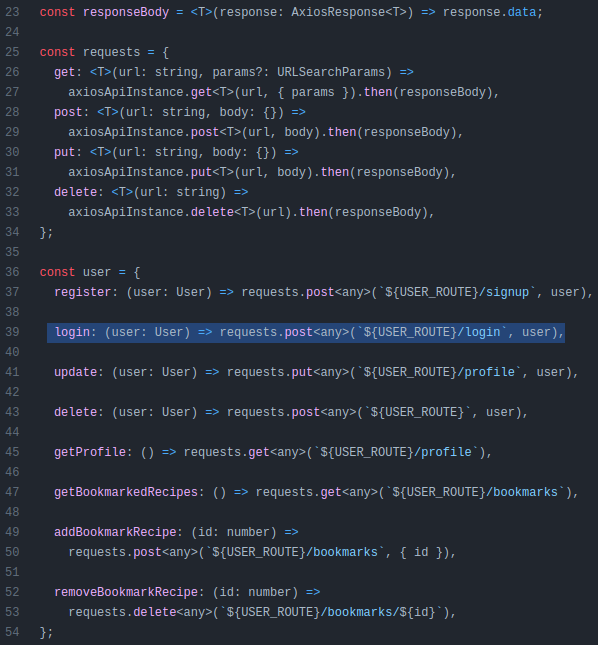 23 const responseBody = <T>(response: AxiosResponse<T>) => response.data;
24
25 const requests = {
26   get: <T>(url: string, params?: URLSearchParams) =>
27     axiosApiInstance.get<T>(url, { params }).then(responseBody),
28   post: <T>(url: string, body: {}) =>
29     axiosApiInstance.post<T>(url, body).then(responseBody),
30   put: <T>(url: string, body: {}) =>
31     axiosApiInstance.put<T>(url, body).then(responseBody),
32   delete: <T>(url: string) =>
33     axiosApiInstance.delete<T>(url).then(responseBody),
34 };
35
36 const user = {
37   register: (user: User) => requests.post<any>(`${USER_ROUTE}/signup`, user),
38
39   login: (user: User) => requests.post<any>(`${USER_ROUTE}/login`, user),
40
41   update: (user: User) => requests.put<any>(`${USER_ROUTE}/profile`, user),
42
43   delete: (user: User) => requests.post<any>(`${USER_ROUTE}`, user),
44
45   getProfile: () => requests.get<any>(`${USER_ROUTE}/profile`),
46
47   getBookmarkedRecipes: () => requests.get<any>(`${USER_ROUTE}/bookmarks`),
48
49   addBookmarkRecipe: (id: number) =>
50     requests.post<any>(`${USER_ROUTE}/bookmarks`, { id }),
51
52   removeBookmarkRecipe: (id: number) =>
53     requests.delete<any>(`${USER_ROUTE}/bookmarks/${id}`),
54 };